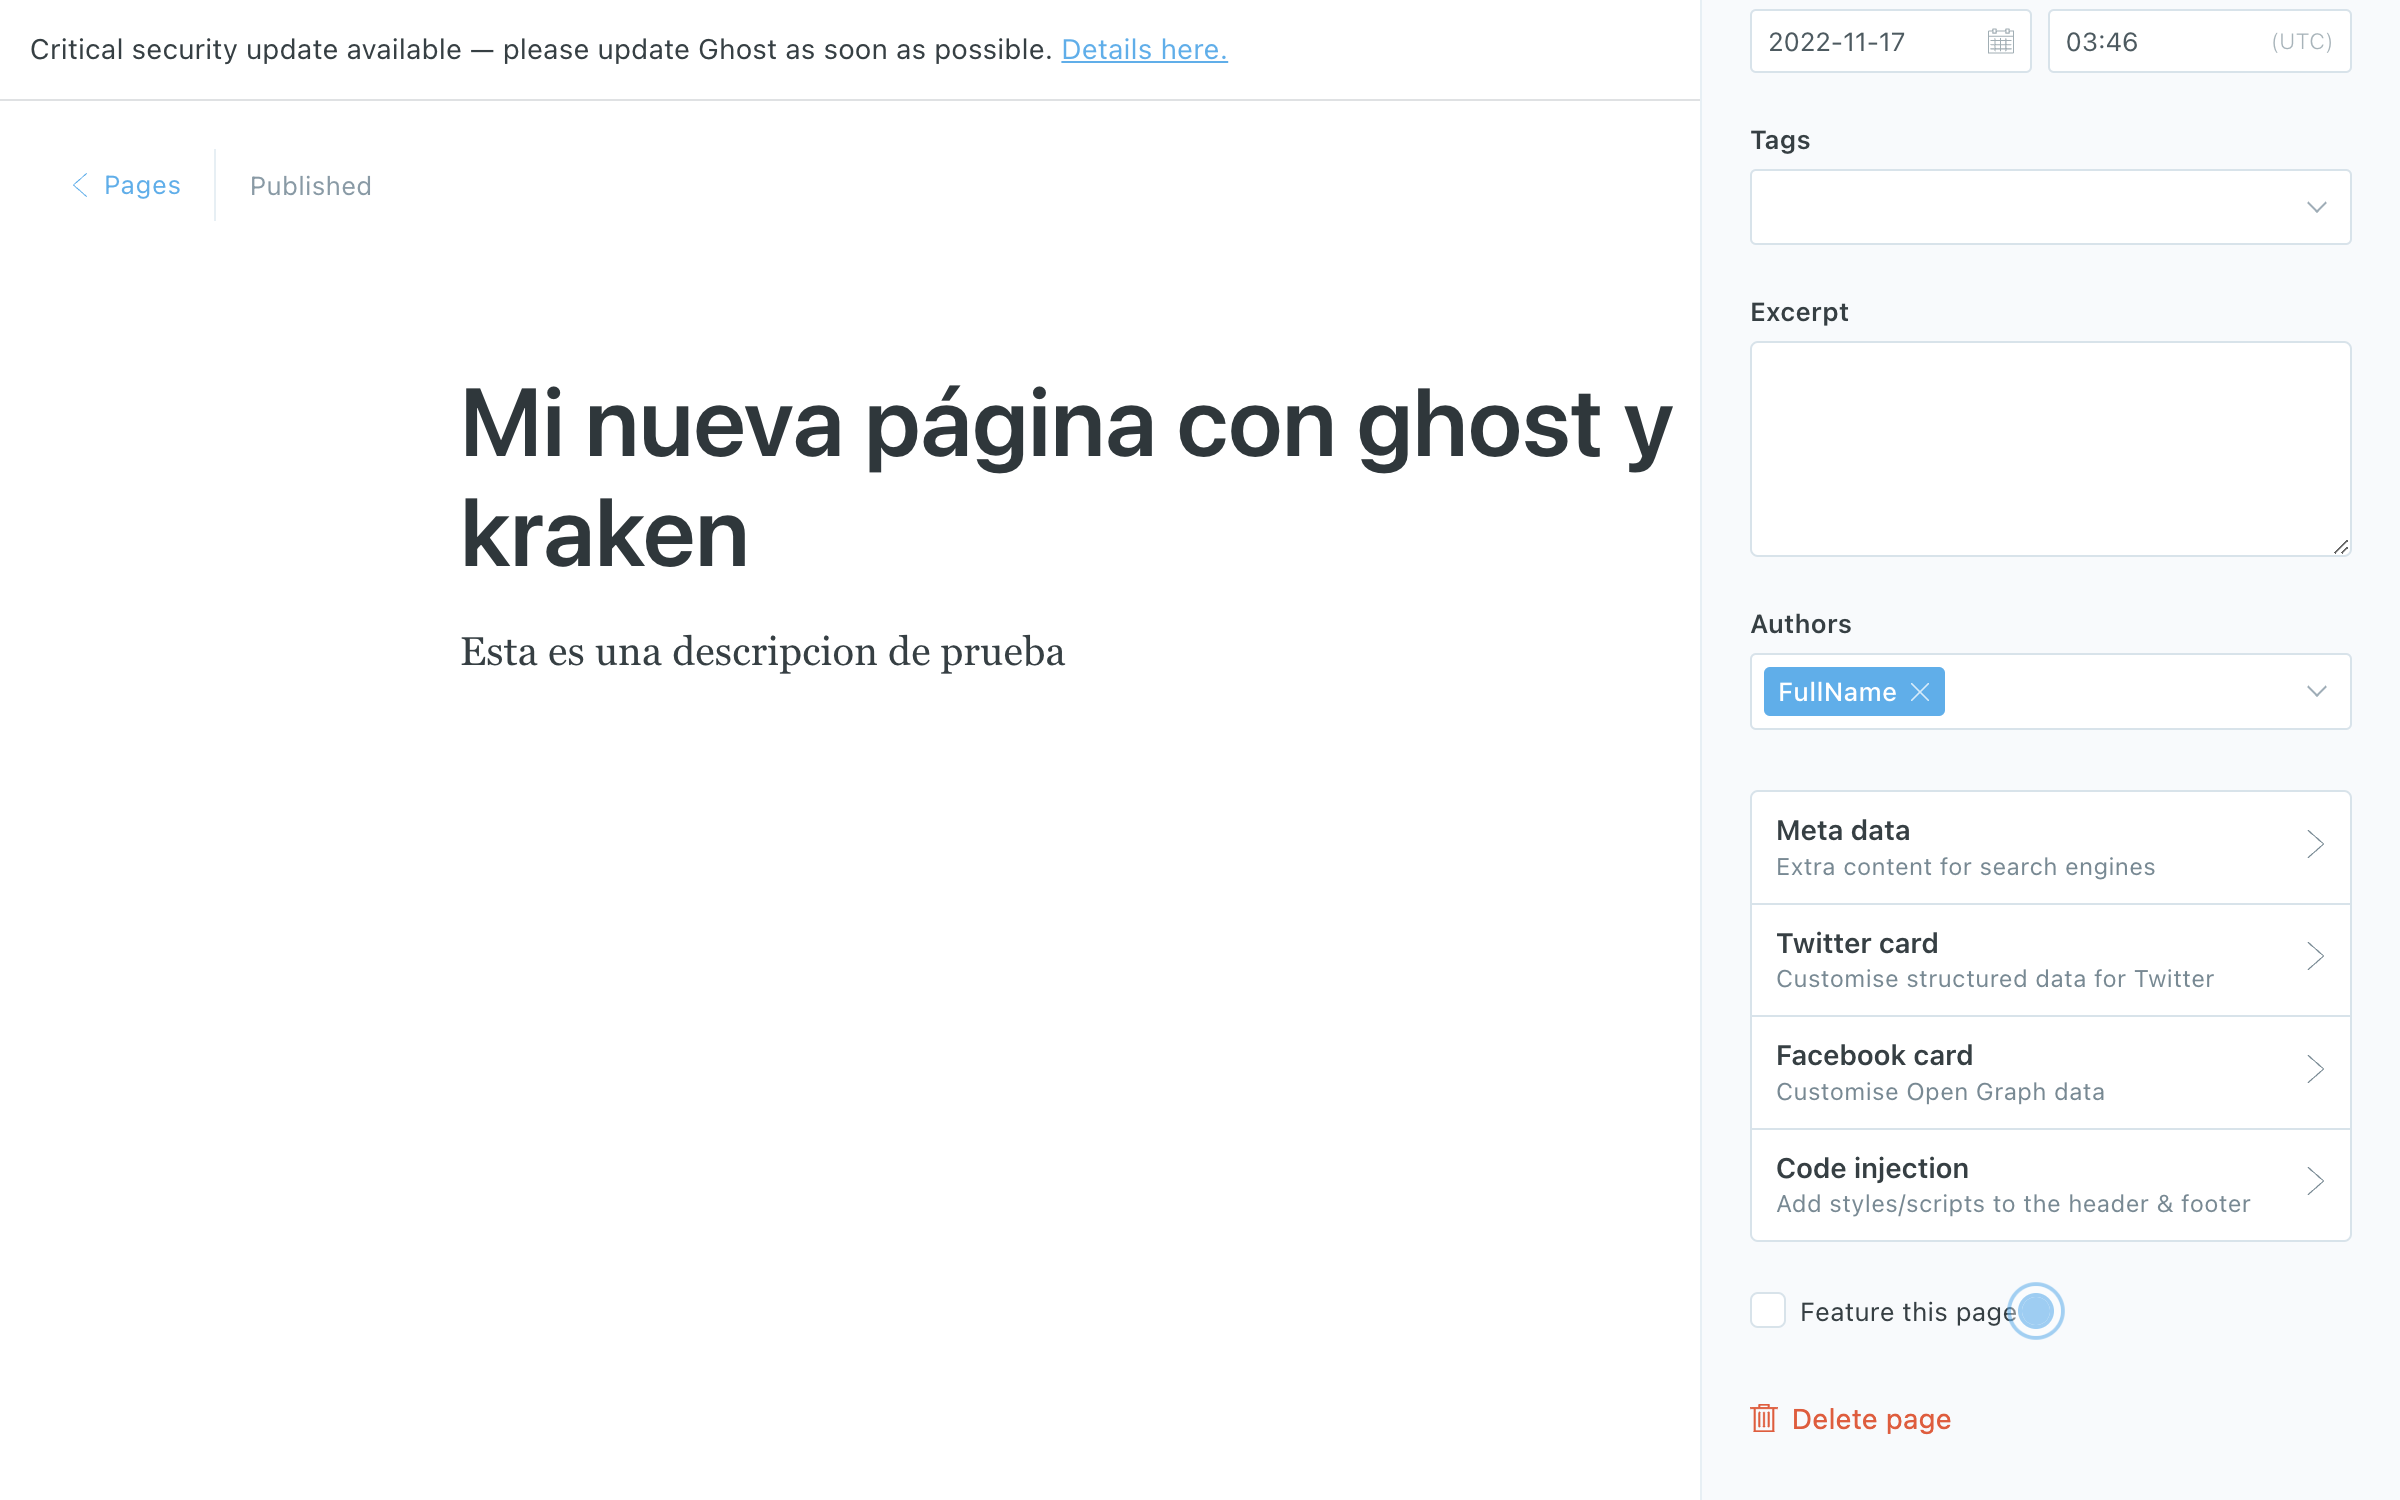 Critical security update available — please update Ghost as soon as possible. Details here.
Pages
Published
Mi nueva página con ghost y
kraken
Esta es una descripcion de prueba
2022-11-17
03:46
(UTC)
Tags
Excerpt
Authors
FullName
Meta data
Extra content for search engines
Twitter card
Customise structured data for Twitter
Facebook card
Customise Open Graph data
Code injection
Add styles/scripts to the header & footer
Feature this page
Delete page